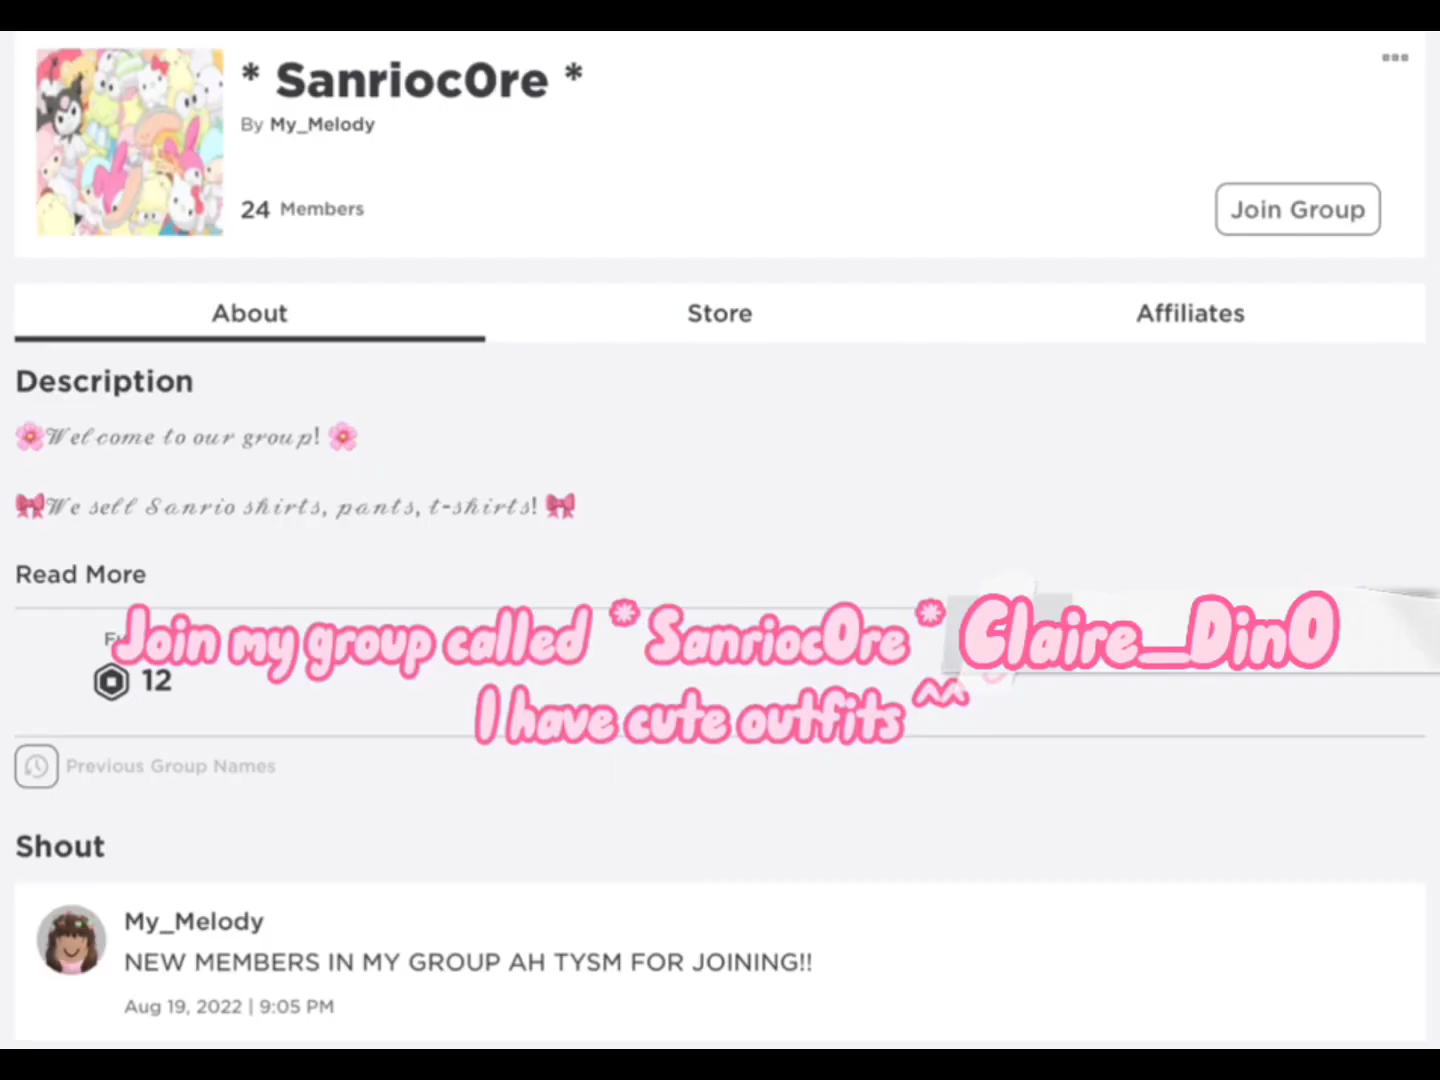 * Sanrioc0re *
By My_Melody
24 Members
Join Group
About
Store
Affiliates
Description
🌸𝒲𝑒𝓁𝒸𝑜𝓂𝑒 𝓉𝑜 𝑜𝓊𝓇 𝑔𝓇𝑜𝓊𝓅! 🌸
🎀𝒲𝑒 𝓈𝑒𝓁𝓁 𝒮𝒶𝓃𝓇𝒾𝑜 𝓈𝒽𝒾𝓇𝓉𝓈, 𝓅𝒶𝓃𝓉𝓈, 𝓉-𝓈𝒽𝒾𝓇𝓉𝓈! 🎀
Read More
Join my group called *Sanrioc0re* Claire_Din0
I have cute outfits ^^
12
Previous Group Names
Shout
My_Melody
NEW MEMBERS IN MY GROUP AH TYSM FOR JOINING!!
Aug 19, 2022 | 9:05 PM